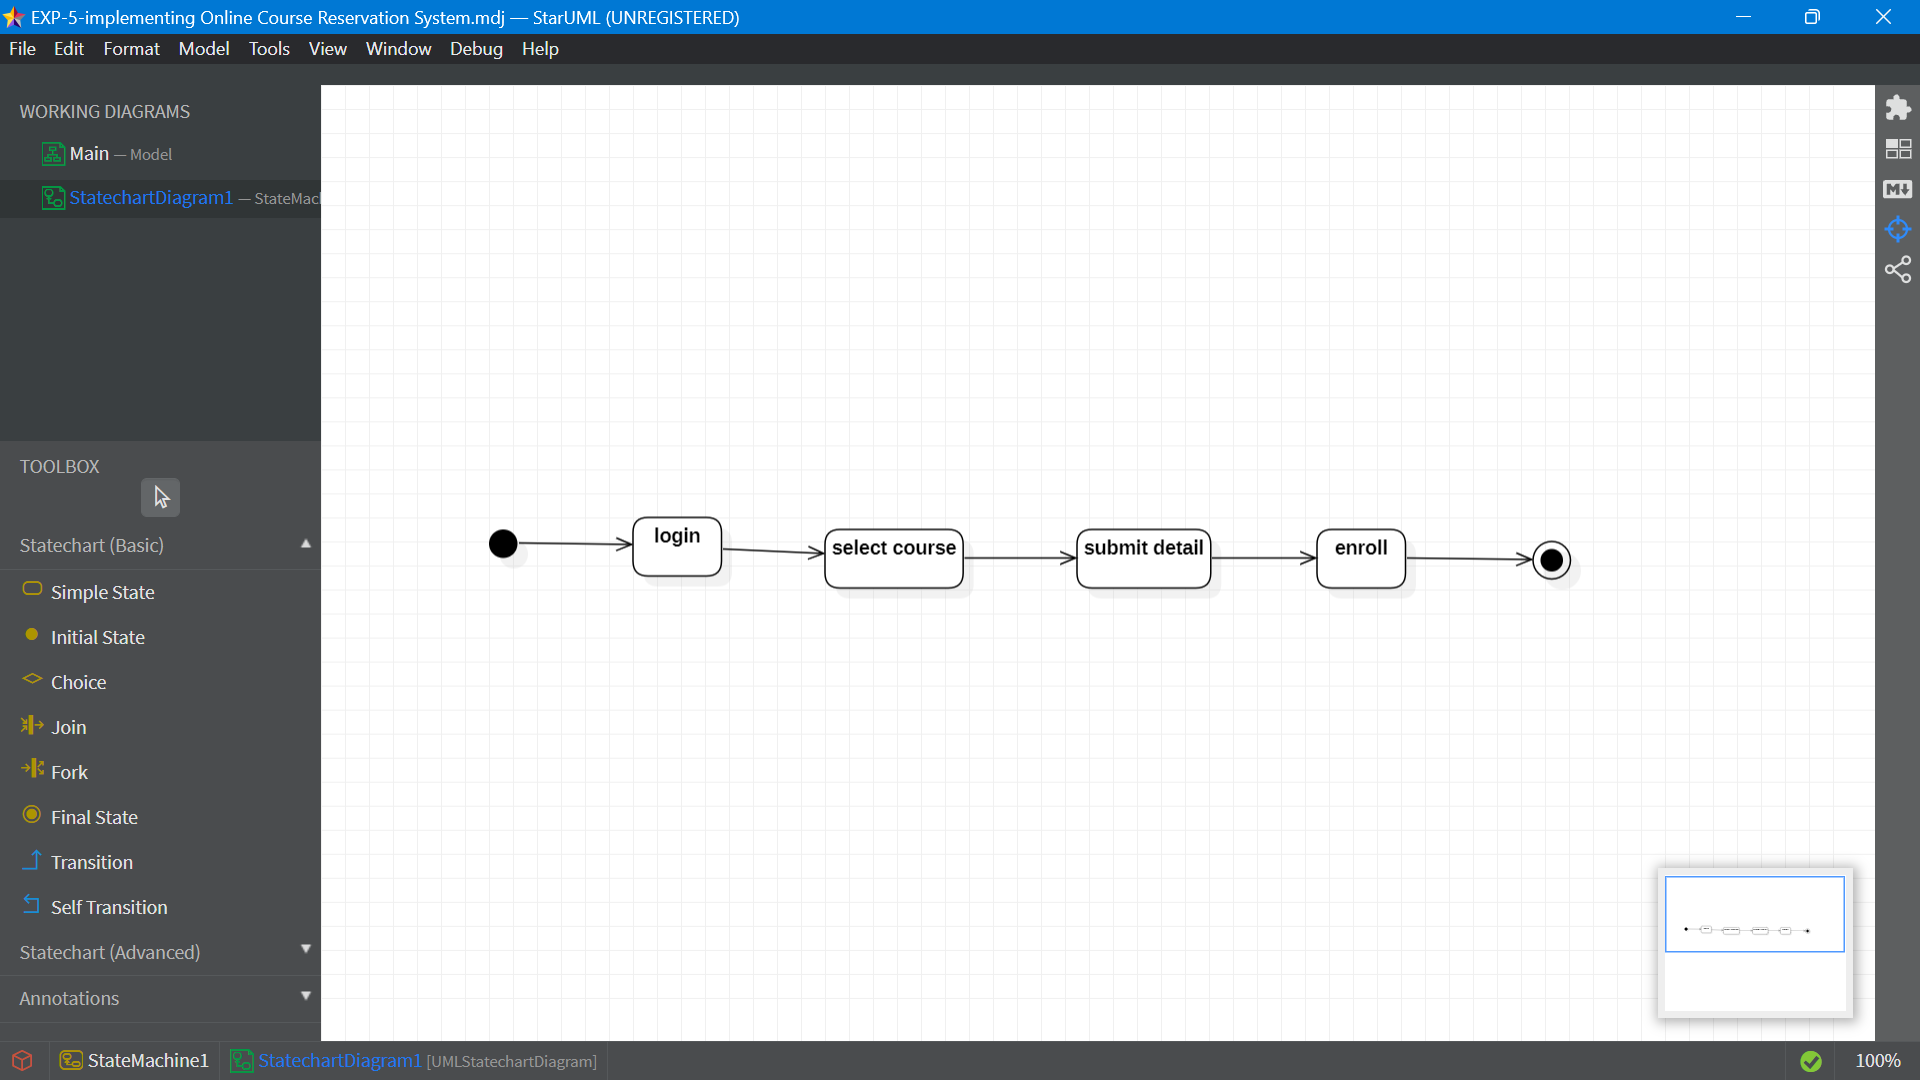 EXP-5-implementing Online Course Reservation System.mdj — StarUML (UNREGISTERED)
File Edit Format Model Tools View Window Debug Help
WORKING DIAGRAMS
Main — Model
StatechartDiagram1 — StateMac
M
TOOLBOX
Statechart (Basic)
Simple State
Initial State
Choice
Join
Fork
Final State
Transition
Self Transition
Statechart (Advanced)
Annotations
login
select course
submit detail
enroll
StateMachine1
StatechartDiagram1 [UMLStatechartDiagram]
100%